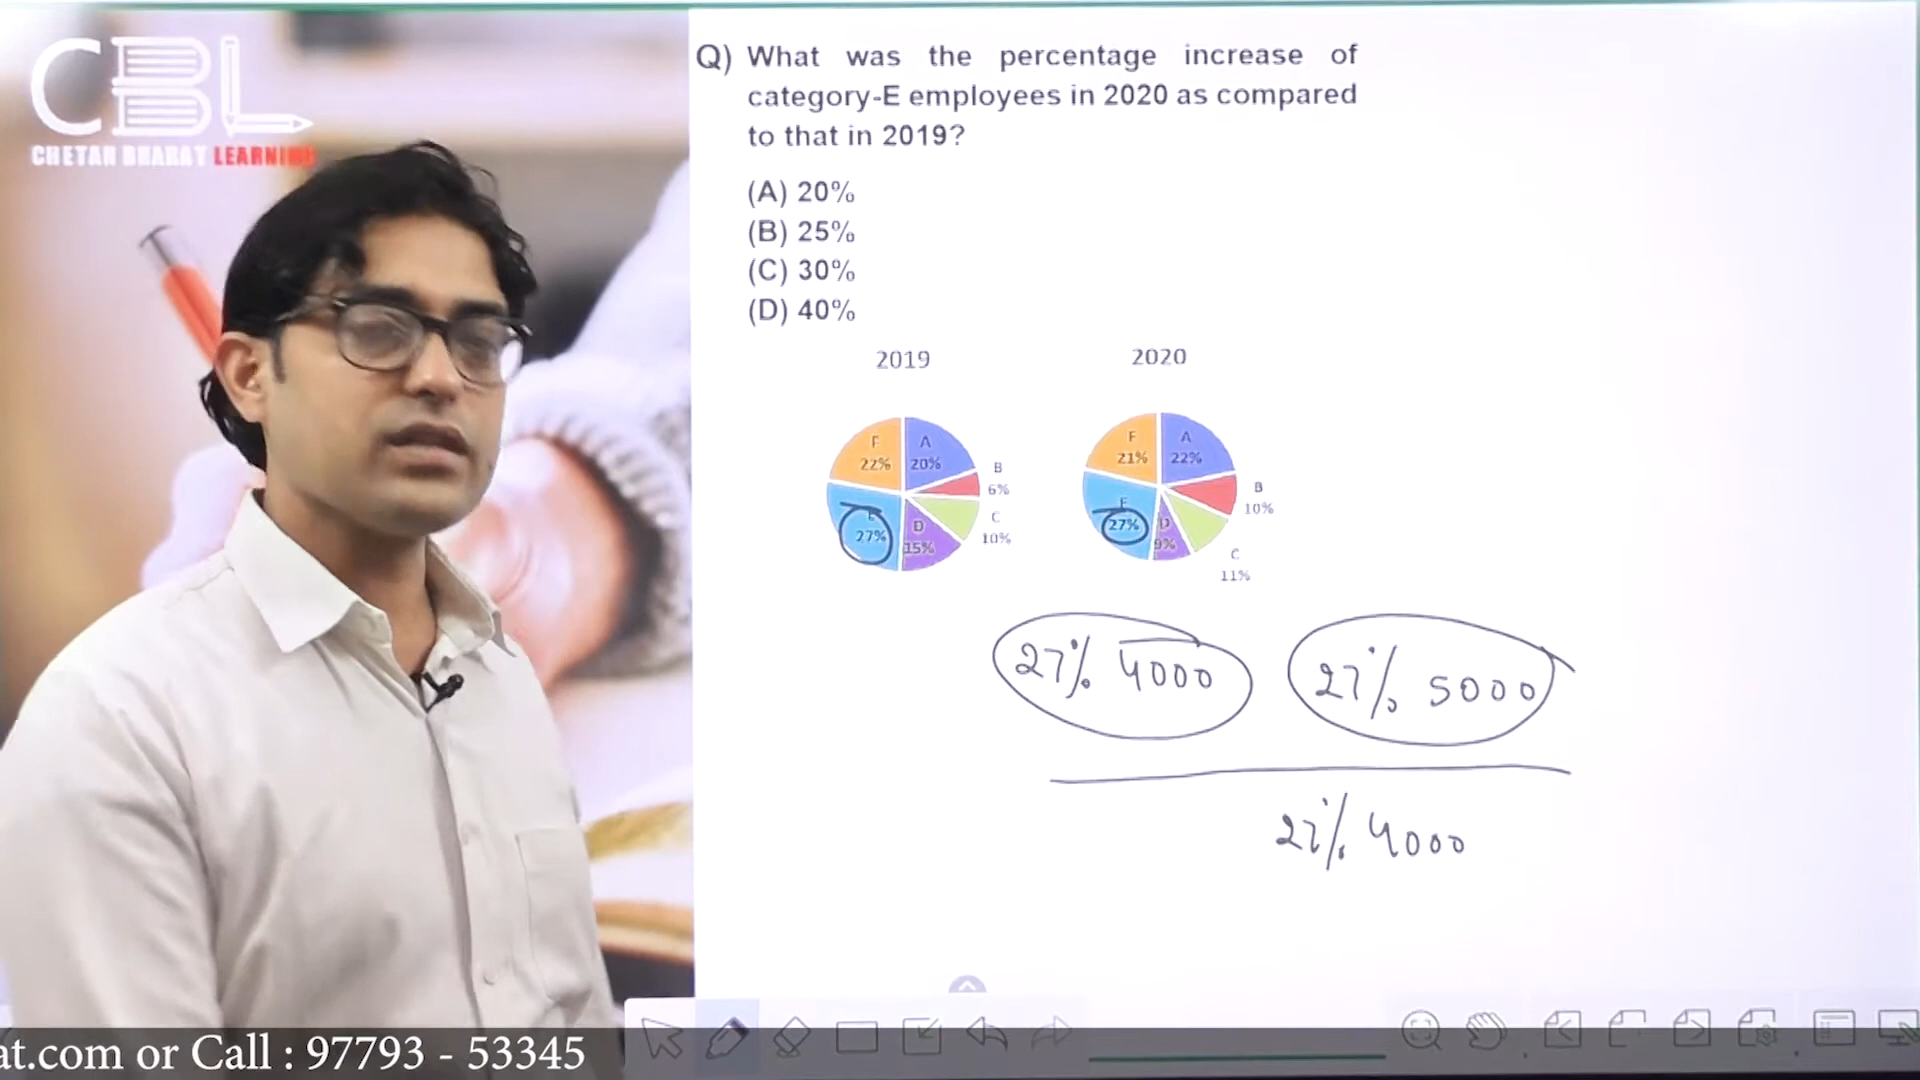 CBL
CHETAN BHARAT LEARNING
Q) What was the percentage increase of
category-E employees in 2020 as compared
to that in 2019?
(A) 20%
(B) 25%
(C) 30%
(D) 40%
2019
2020
F
22%
A
20%
B
6%
C
10%
D
15%
E
27%
F
21%
A
22%
B
10%
C
11%
D
9%
E
27%
27% 4000
27% 5000
27% 4000
at.com or Call : 97793 - 53345